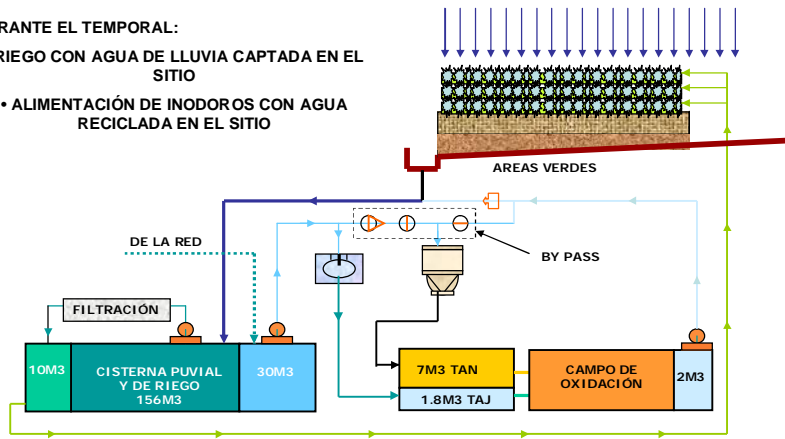 RANTE EL TEMPORAL:
RIEGO CON AGUA DE LLUVIA CAPTADA EN EL
SITIO
• ALIMENTACIÓN DE INODOROS CON AGUA
RECICLADA EN EL SITIO
AREAS VERDES
DE LA RED
BY PASS
FILTRACIÓN
10M3
CISTERNA PUVIAL
Y DE RIEGO
156M3
30M3
7M3 TAN
1.8M3 TAJ
CAMPO DE
OXIDACIÓN
2M3